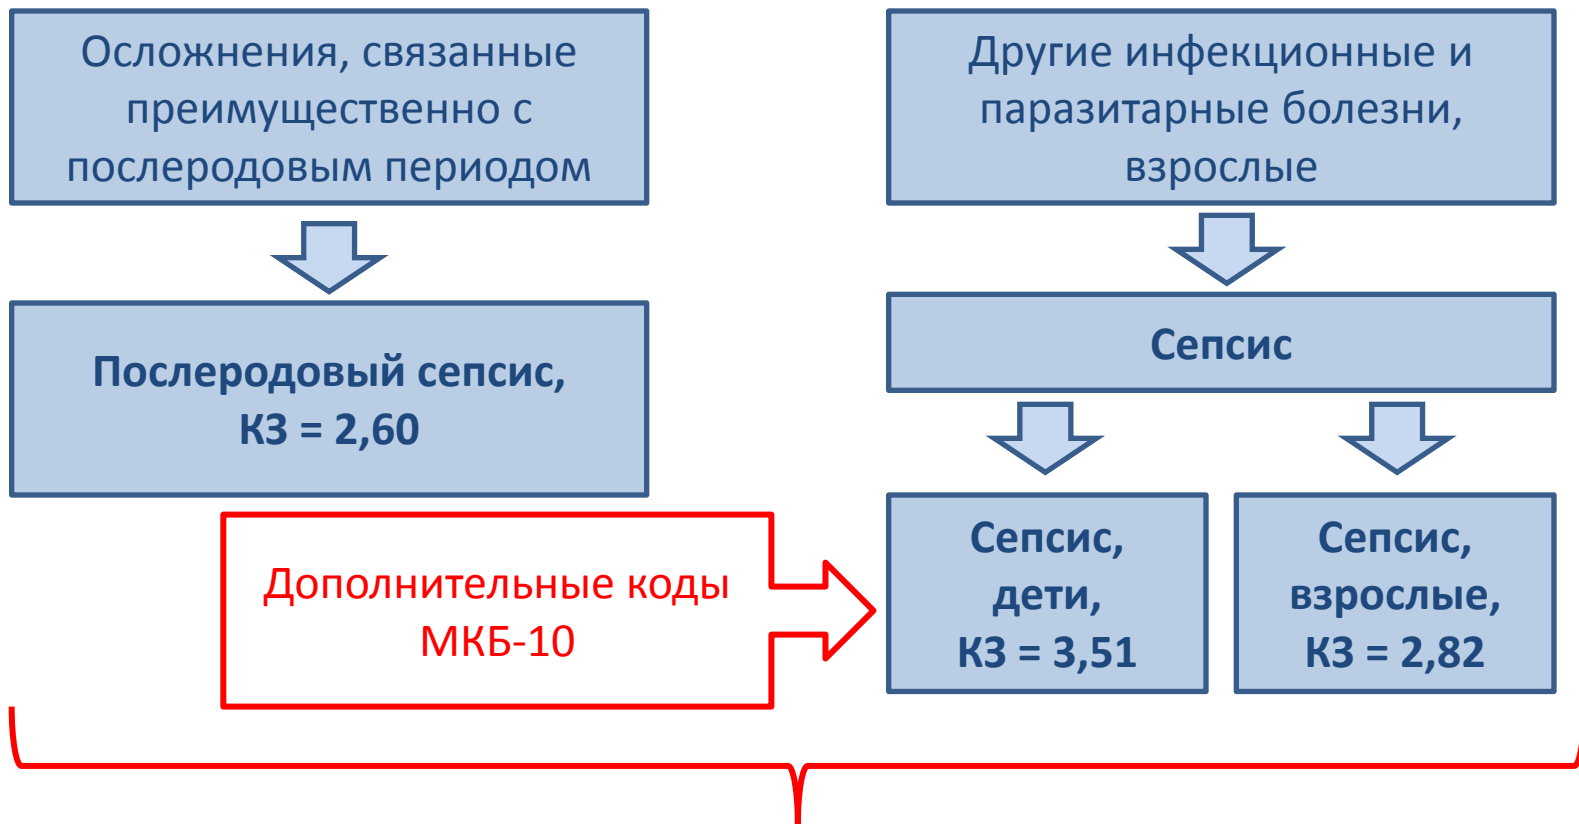 Осложнения, связанные
преимущественно с
послеродовым периодом
Другие инфекционные и
паразитарные болезни,
взрослые
Послеродовый сепсис,
КЗ = 2,60
Сепсис
Дополнительные коды
МКБ-10
Сепсис,
дети,
КЗ = 3,51
Сепсис,
взрослые,
КЗ = 2,82